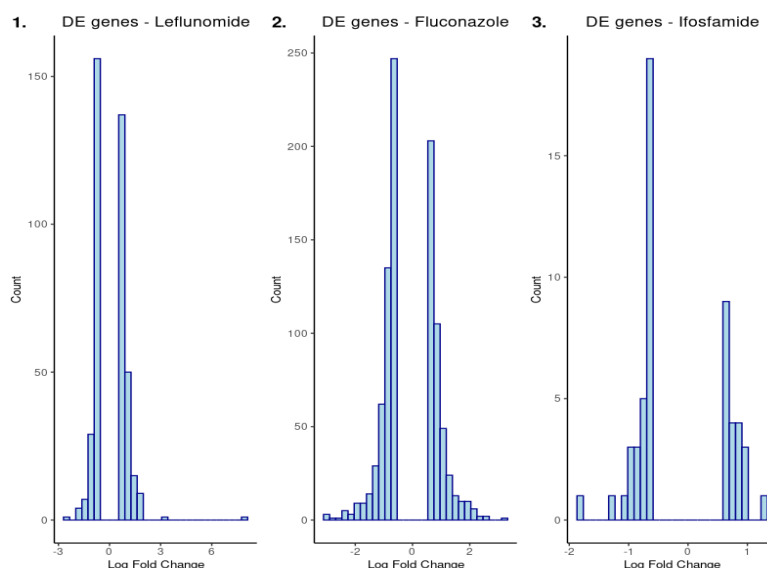 1. DE genes - Leflunomide
150
100
50
0
Count
-3 0 3 6
Log Fold Change
2. DE genes - Fluconazole
250
200
150
100
50
0
Count
-2 0 2
Log Fold Change
3. DE genes - Ifosfamide
15
10
5
0
Count
-2 -1 0 1
Log Fold Change